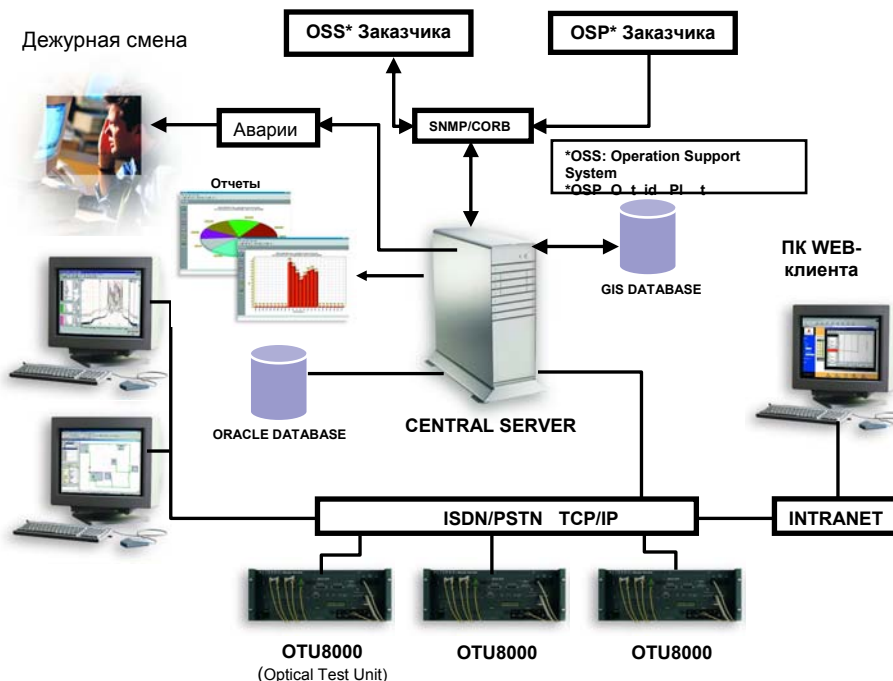 Дежурная смена
OSS* Заказчика
OSP* Заказчика
Аварии
SNMP/CORB
*OSS: Operation Support
System
*OSP
Отчеты
ПК WEB-
клиента
GIS DATABASE
ORACLE DATABASE
CENTRAL SERVER
ISDN/PSTN TCP/IP
INTRANET
OTU8000
(Optical Test Unit)
OTU8000
OTU8000